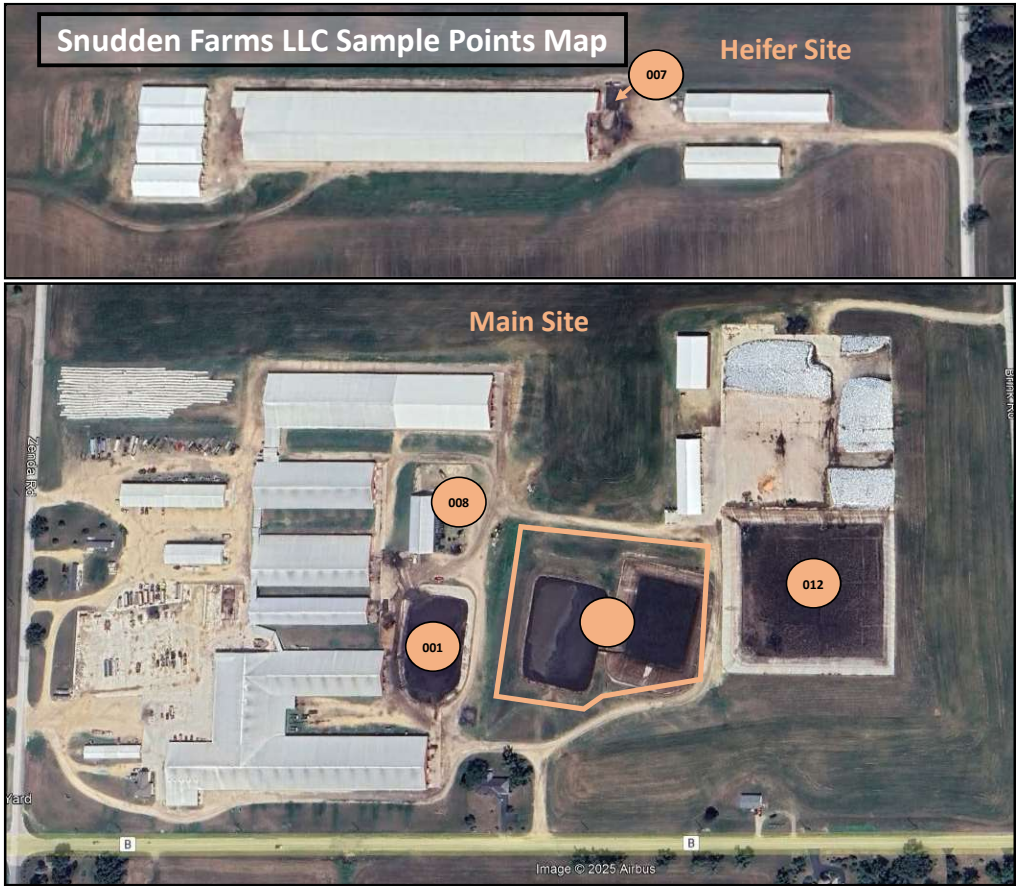 Snudden Farms LLC Sample Points Map
Heifer Site
007
Main Site
Zenda Rd
Brink Rd
008
012
001
Yard
B
B
Image © 2025 Airbus